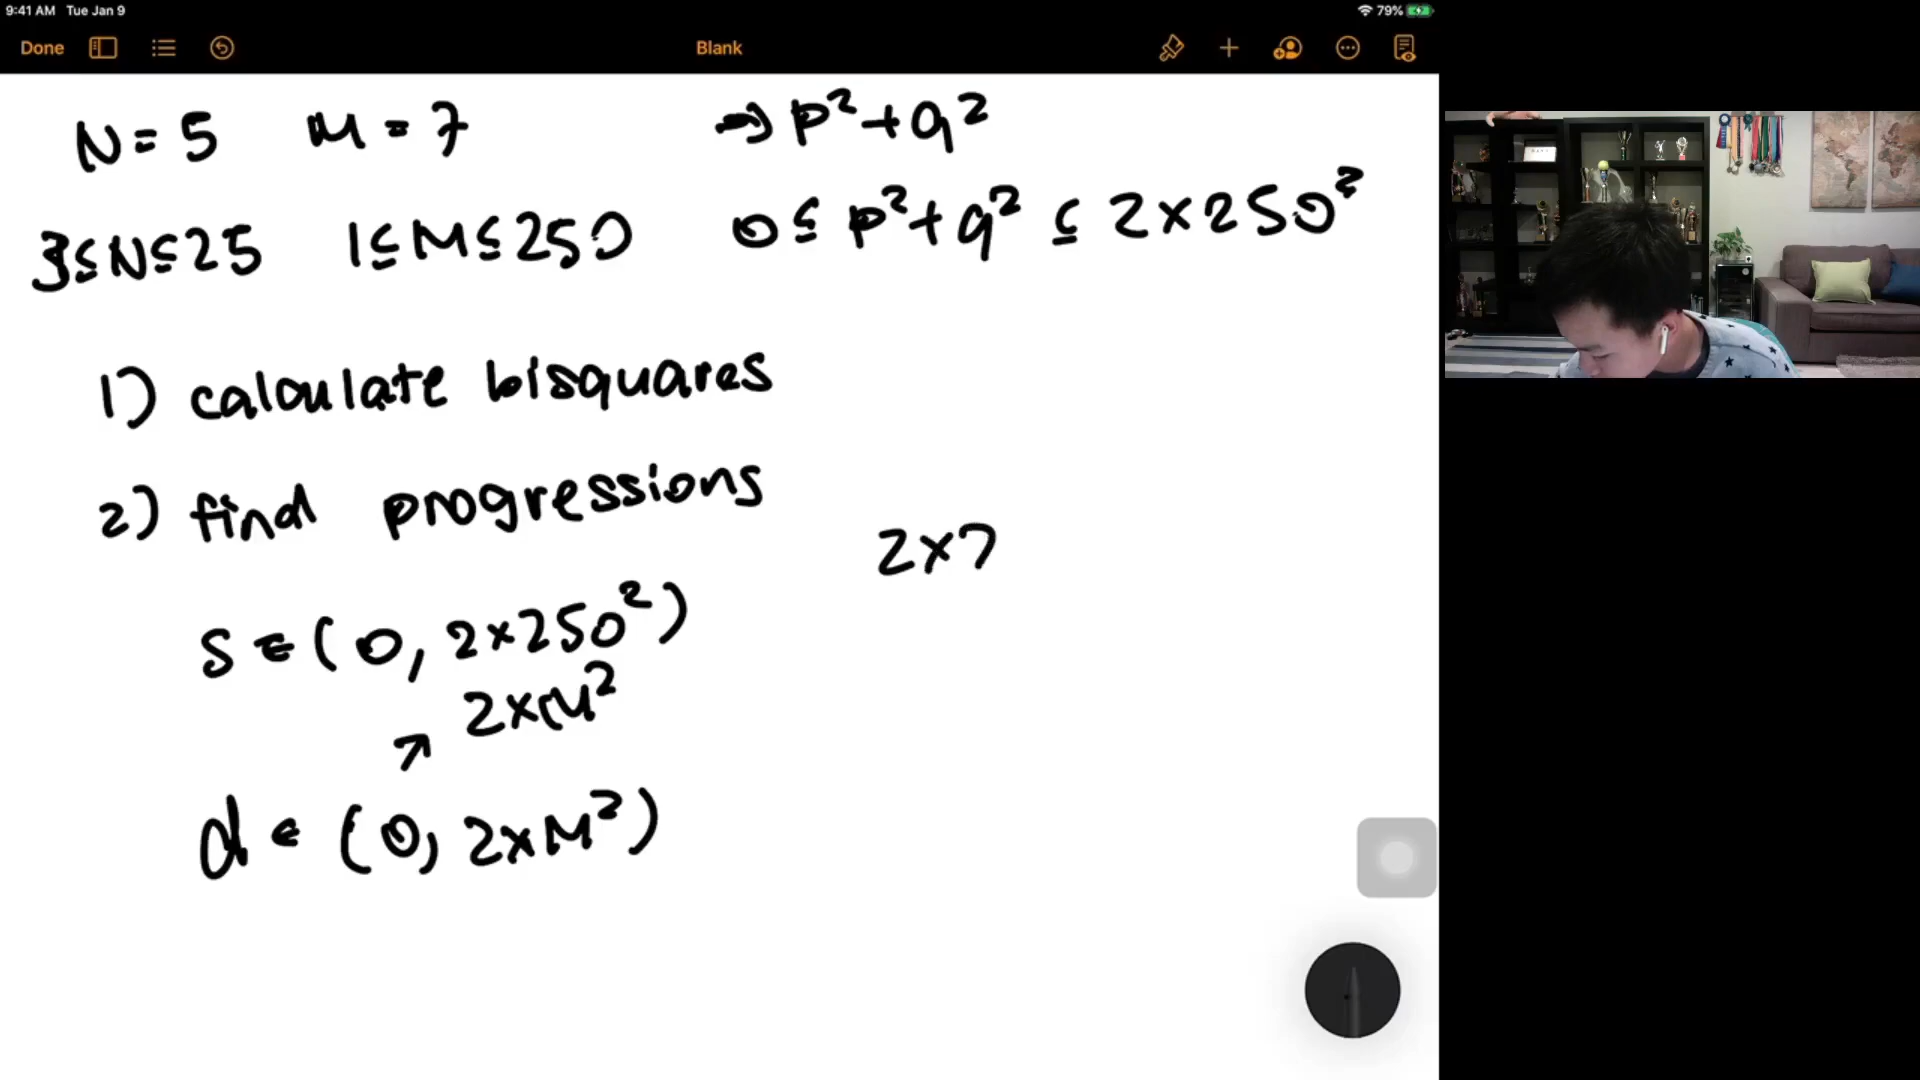 9:41 AM Tue Jan 9
79%
Done
Blank
N = 5 M = 7 → p²+q²
3≤N≤25 1≤M≤250 0 ≤ p²+q² ≤ 2×250²
1) calculate bisquares
2) find progressions
2×7
s = (0, 2×250²)
↗ 2×M²
d = (0, 2×M²)